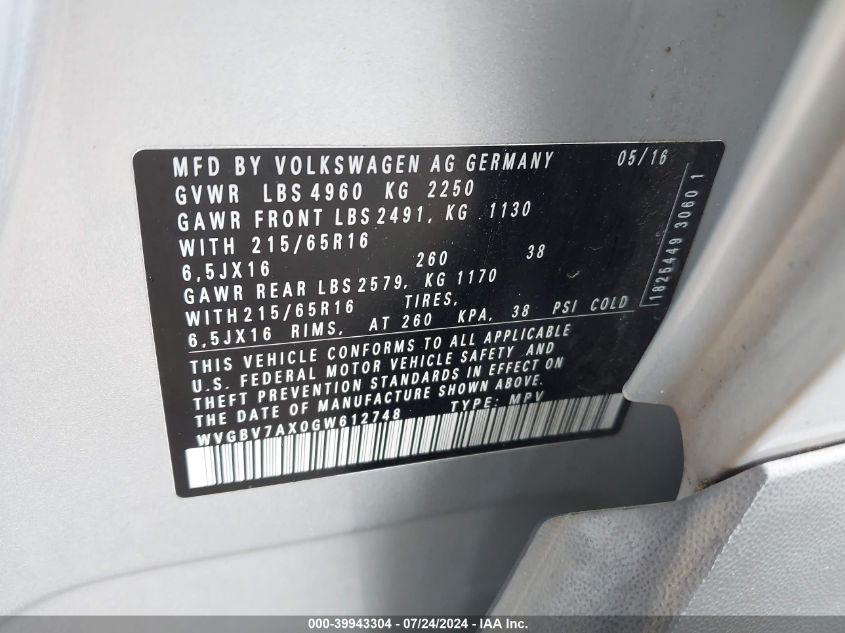 MFD BY VOLKSWAGEN AG GERMANY 05/16
GVWR LBS 4960 KG 2250
GAWR FRONT LBS 2491, KG 1130
WITH 215/65R16
6,5JX16 260 38
GAWR REAR LBS 2579, KG 1170
WITH 215/65R16 TIRES,
6,5JX16 RIMS, AT 260 KPA, 38 PSI COLD
THIS VEHICLE CONFORMS TO ALL APPLICABLE
U.S. FEDERAL MOTOR VEHICLE SAFETY AND
THEFT PREVENTION STANDARDS IN EFFECT ON
THE DATE OF MANUFACTURE SHOWN ABOVE.
WVGBV7AX0GW612748 TYPE: MPV
1826449 3060 1
000-39943304 / 07/24/2024 - IAA Inc.